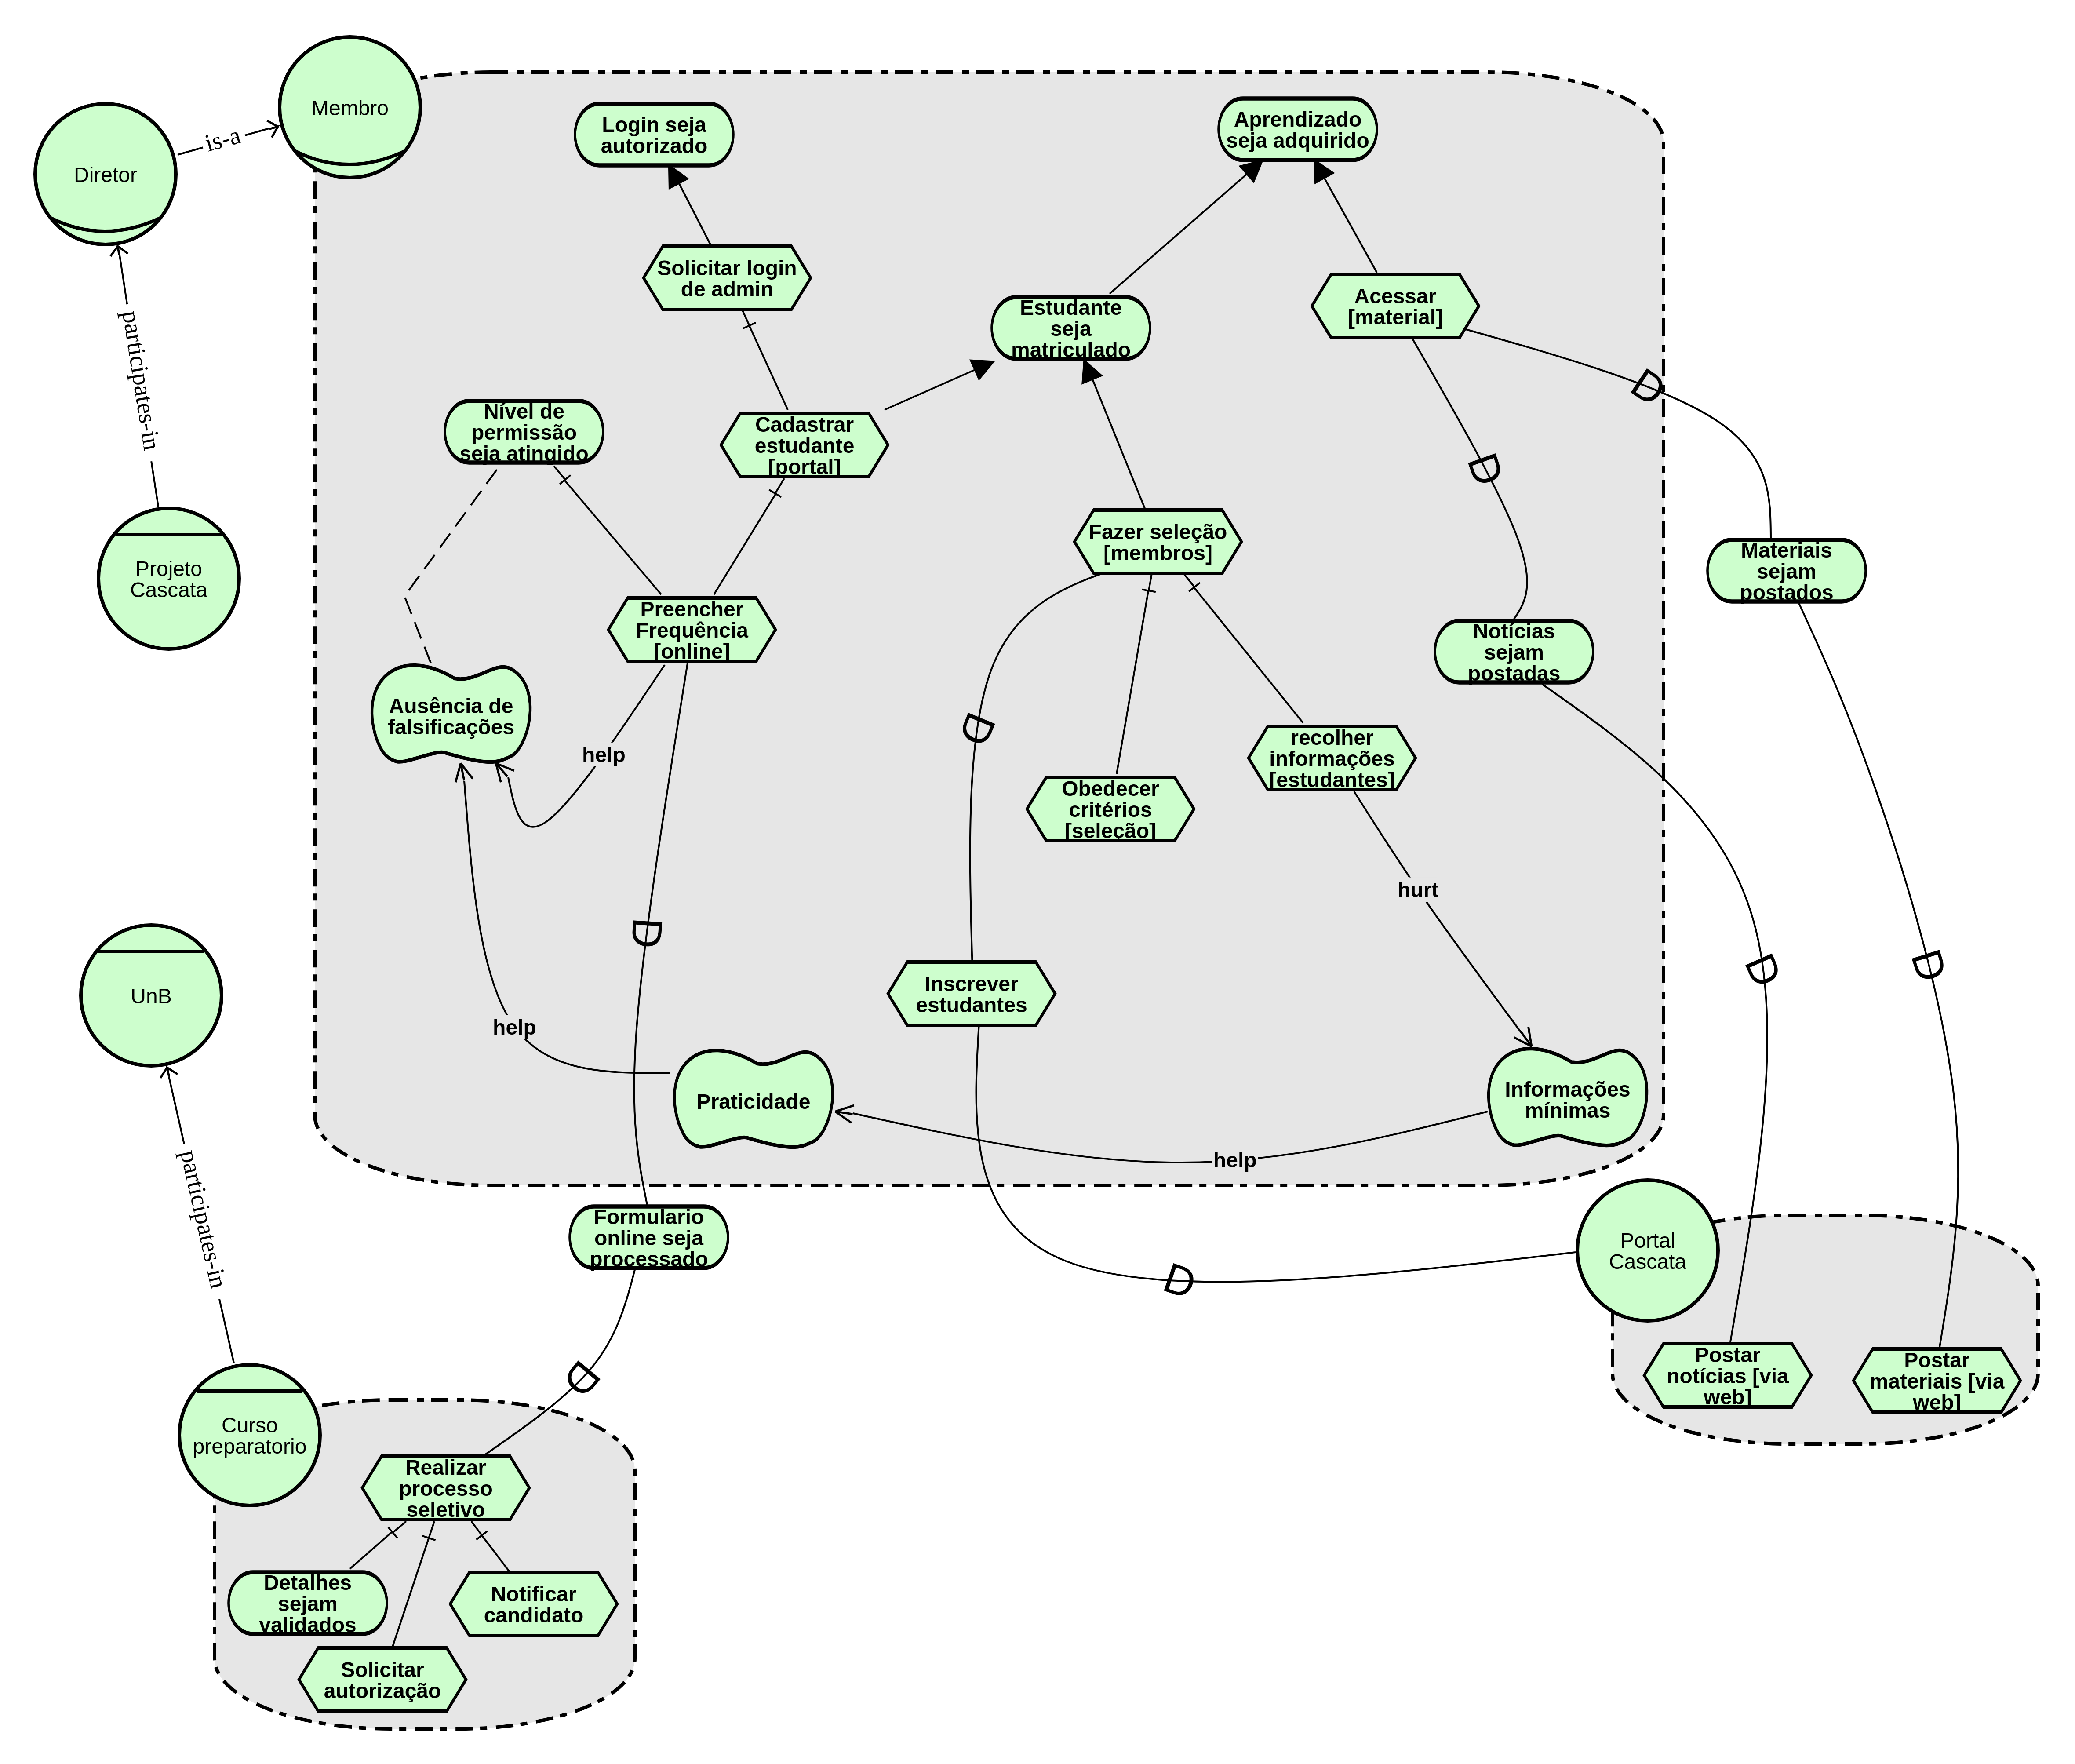 Membro
Diretor
is-a
participates-in
Projeto
Cascata
Login seja
autorizado
Aprendizado
seja adquirido
Solicitar login
de admin
Estudante
seja
matriculado
Acessar
[material]
Nível de
permissão
seja atingido
Cadastrar
estudante
[portal]
D
D
Fazer seleção
[membros]
Materiais
sejam
postados
Preencher
Frequência
[online]
Notícias
sejam
postadas
Ausência de
falsificações
help
D
recolher
informações
[estudantes]
Obedecer
critérios
[seleção]
hurt
D
D
D
UnB
Inscrever
estudantes
help
Praticidade
Informações
mínimas
help
participates-in
Formulario
online seja
processado
D
Portal
Cascata
D
Postar
notícias [via
web]
Postar
materiais [via
web]
Curso
preparatorio
Realizar
processo
seletivo
Detalhes
sejam
validados
Notificar
candidato
Solicitar
autorização